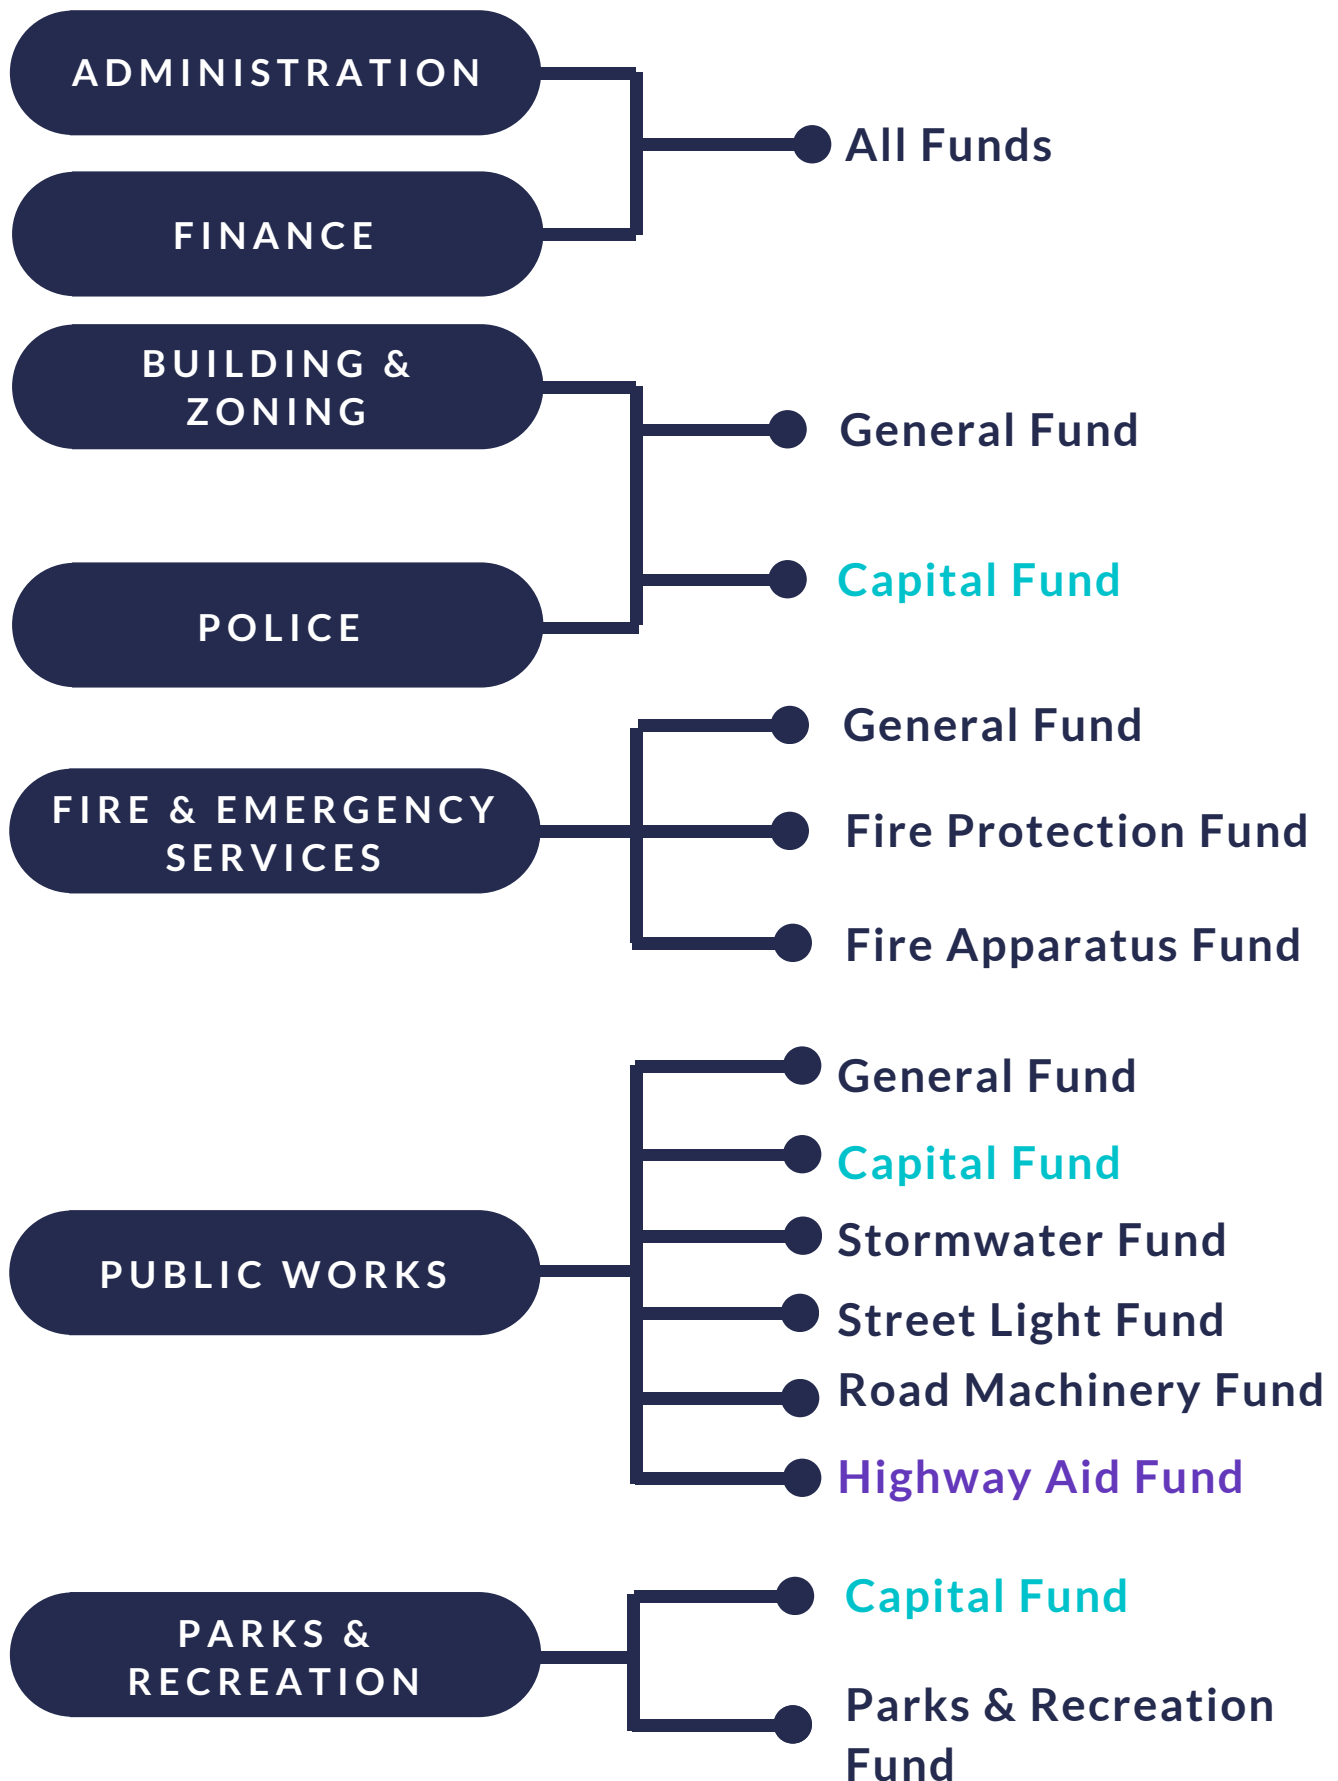 ADMINISTRATION
All Funds
FINANCE
BUILDING &
ZONING
General Fund
Capital Fund
POLICE
General Fund
FIRE & EMERGENCY
SERVICES
Fire Protection Fund
Fire Apparatus Fund
General Fund
Capital Fund
Stormwater Fund
PUBLIC WORKS
Street Light Fund
Road Machinery Fund
Highway Aid Fund
Capital Fund
PARKS &
RECREATION
Parks & Recreation
Fund